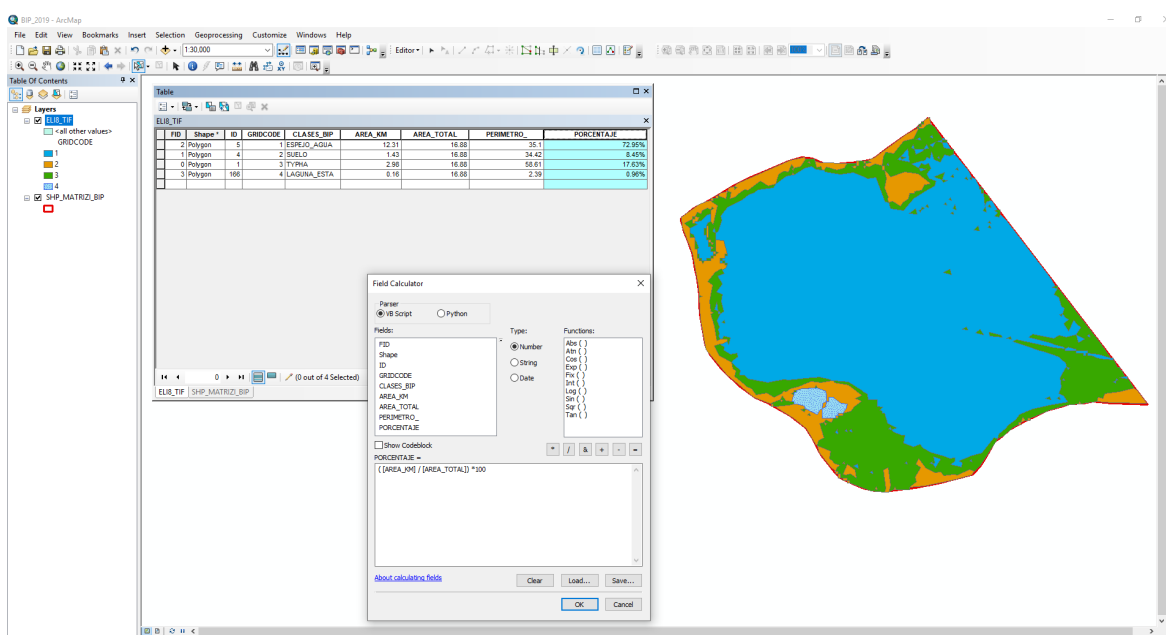 BIP_2019 - ArcMap
File Edit View Bookmarks Insert Selection Geoprocessing Customize Windows Help
1:30,000
Editor
Table Of Contents
Layers
ELI8_TIF
<all other values>
GRIDCODE
1
2
3
4
SHP_MATRIZI_BIP
Table
ELI8_TIF
FID Shape * ID GRIDCODE CLASES_BIP AREA_KM AREA_TOTAL PERIMETRO_ PORCENTAJE
2 Polygon 5 1 ESPEJO_AGUA 12.31 16.88 35.1 72.95%
1 Polygon 4 2 SUELO 1.43 16.88 34.42 8.45%
0 Polygon 1 3 TYPHA 2.98 16.88 58.61 17.63%
3 Polygon 166 4 LAGUNA_ESTA 0.16 16.88 2.39 0.96%
0
(0 out of 4 Selected)
ELI8_TIF SHP_MATRIZI_BIP
Field Calculator
Parser
VB Script Python
Fields: Type: Functions:
FID
Shape
ID
GRIDCODE
CLASES_BIP
AREA_KM
AREA_TOTAL
PERIMETRO_
PORCENTAJE
Number
String
Date
Abs ( )
Atn ( )
Cos ( )
Exp ( )
Fix ( )
Int ( )
Log ( )
Sin ( )
Sqr ( )
Tan ( )
Show Codeblock
* / & + - =
PORCENTAJE =
( [AREA_KM] / [AREA_TOTAL]) *100
About calculating fields
Clear Load... Save...
OK Cancel